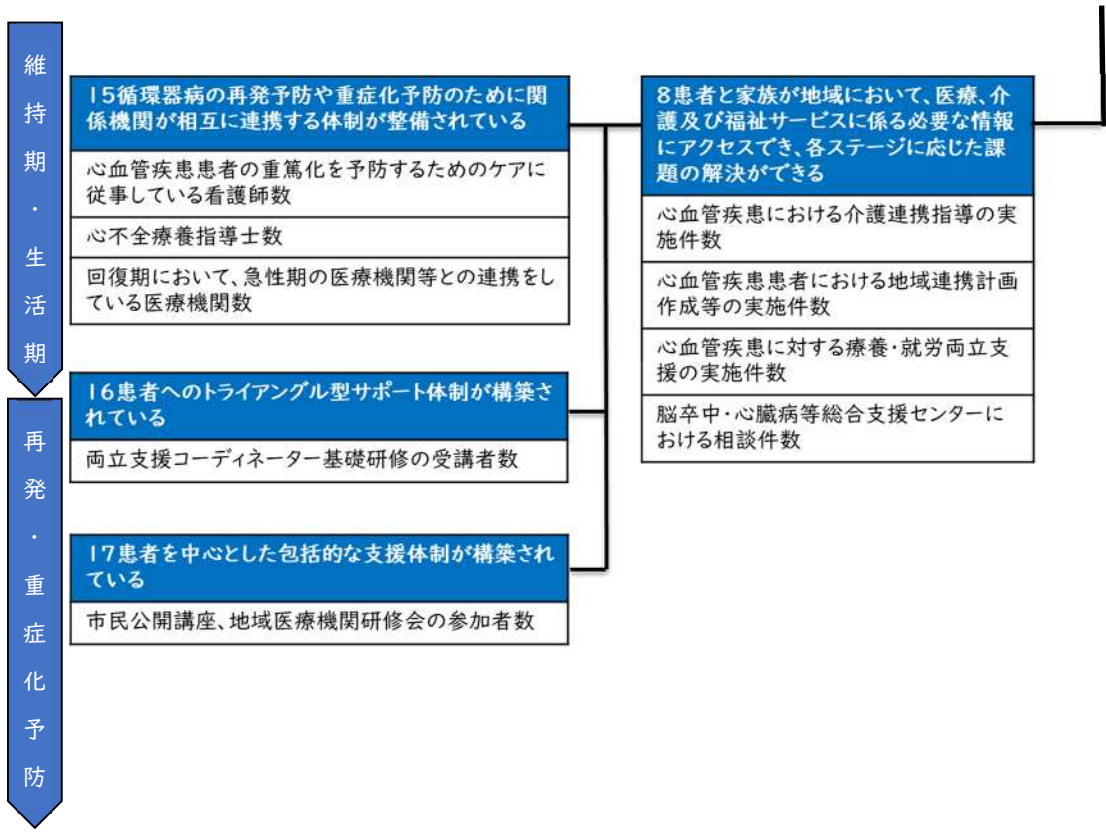 維持期・生活期
再発・重症化予防
15循環器病の再発予防や重症化予防のために関
係機関が相互に連携する体制が整備されている
心血管疾患患者の重篤化を予防するためのケアに
従事している看護師数
心不全療養指導士数
回復期において、急性期の医療機関等との連携をし
ている医療機関数
16患者へのトライアングル型サポート体制が構築さ
れている
両立支援コーディネーター基礎研修の受講者数
17患者を中心とした包括的な支援体制が構築され
ている
市民公開講座、地域医療機関研修会の参加者数
8患者と家族が地域において、医療、介
護及び福祉サービスに係る必要な情報
にアクセスでき、各ステージに応じた課
題の解決ができる
心血管疾患における介護連携指導の実
施件数
心血管疾患患者における地域連携計画
作成等の実施件数
心血管疾患に対する療養・就労両立支
援の実施件数
脳卒中・心臓病等総合支援センターに
おける相談件数